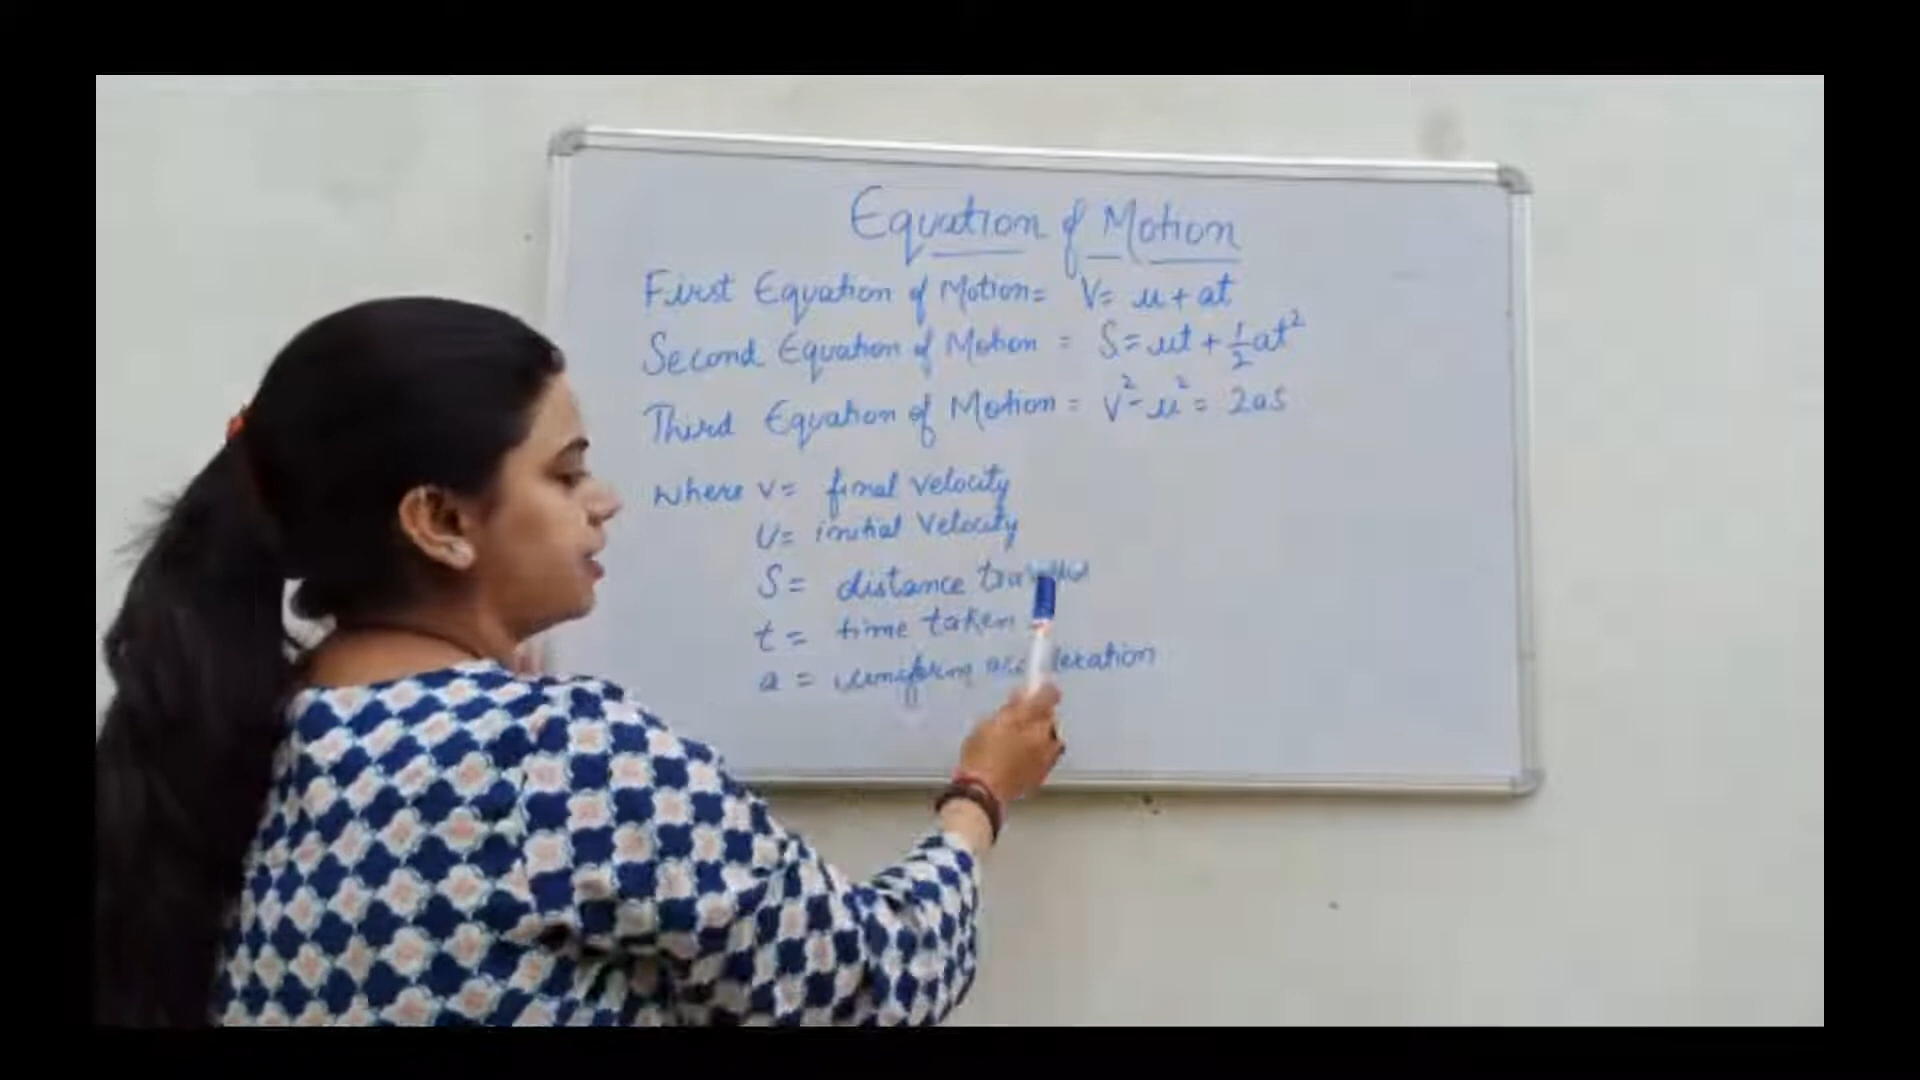 Equation of Motion
First Equation of Motion= V= u + at
Second Equation of Motion = S= ut + 1/2 at²
Third Equation of Motion = V²- u² = 2as
where v= final velocity
U= initial Velocity
S= distance
t= time taken
a = uniform acceleration